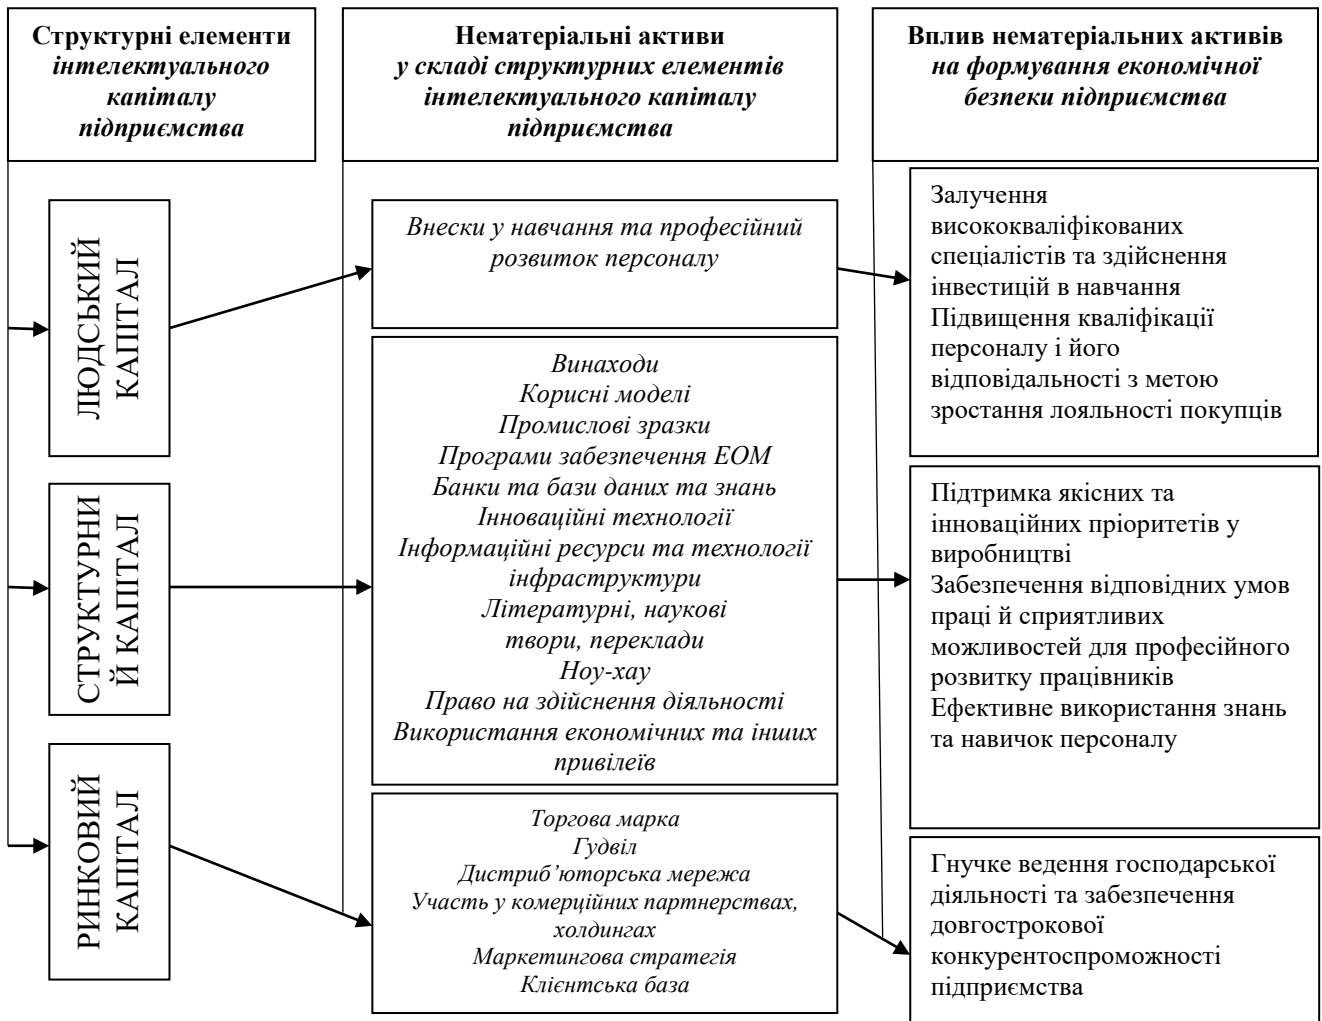 Структурні елементи
інтелектуального
капіталу
підприємства
Нематеріальні активи
у складі структурних елементів
інтелектуального капіталу
підприємства
Вплив нематеріальних активів
на формування економічної
безпеки підприємства
ЛЮДСЬКИЙ
КАПІТАЛ
Внески у навчання та професійний
розвиток персоналу
Залучення
висококваліфікованих
спеціалістів та здійснення
інвестицій в навчання
Підвищення кваліфікації
персоналу і його
відповідальності з метою
зростання лояльності покупців
СТРУКТУРНИ
Й КАПІТАЛ
Винаходи
Корисні моделі
Промислові зразки
Програми забезпечення ЕОМ
Банки та бази даних та знань
Інноваційні технології
Інформаційні ресурси та технології
інфраструктури
Літературні, наукові
твори, переклади
Ноу-хау
Право на здійснення діяльності
Використання економічних та інших
привілеїв
Підтримка якісних та
інноваційних пріоритетів у
виробництві
Забезпечення відповідних умов
праці й сприятливих
можливостей для професійного
розвитку працівників
Ефективне використання знань
та навичок персоналу
РИНКОВИЙ
КАПІТАЛ
Торгова марка
Гудвіл
Дистриб’юторська мережа
Участь у комерційних партнерствах,
холдингах
Маркетингова стратегія
Клієнтська база
Гнучке ведення господарської
діяльності та забезпечення
довгострокової
конкурентоспроможності
підприємства